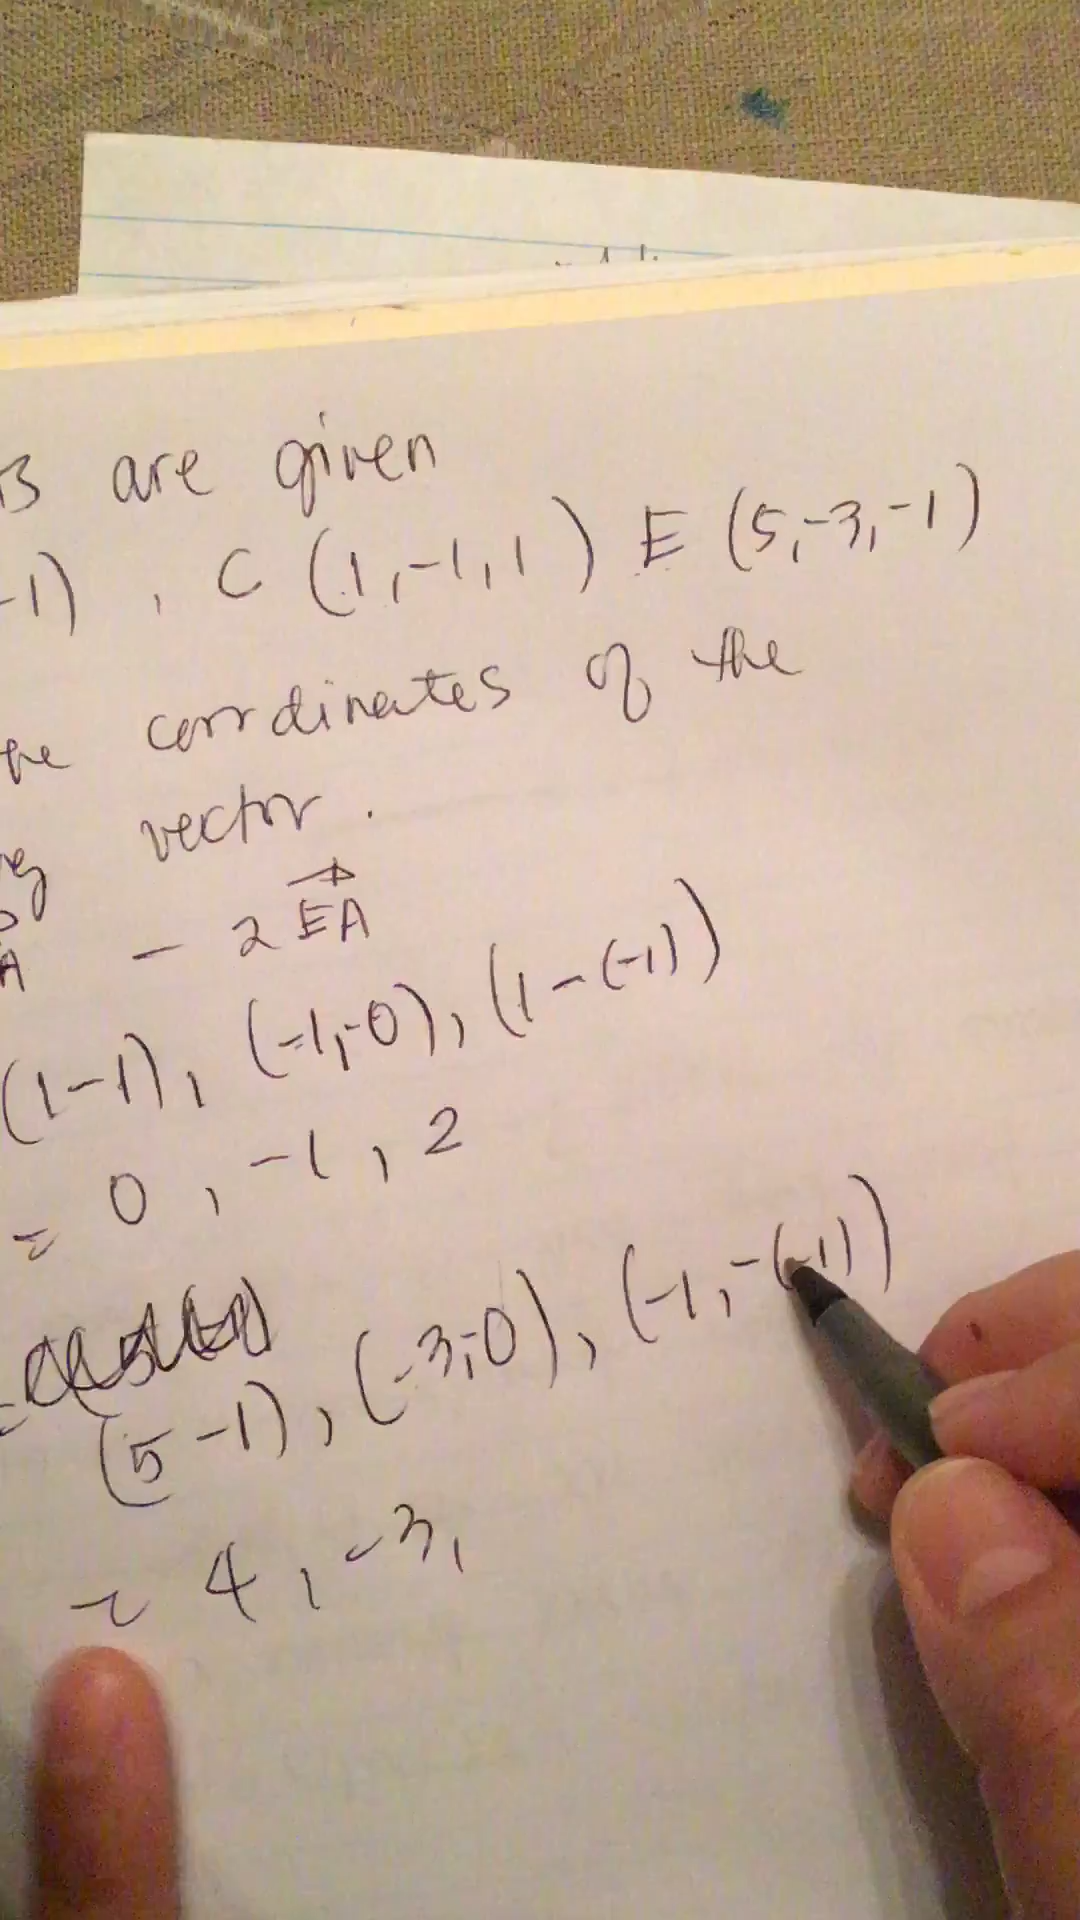 are given
-1) , C (1,-1,1) E (5,-3,-1)
coordinates of the
vector.
A - 2 EA
(1-1), (-1,-0), (1-(-1))
= 0, -1, 2
(5-1), (-3,-0), (-1,-(-1))
= 4, -3,